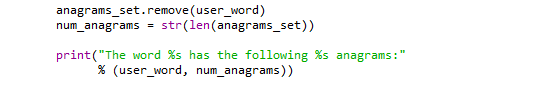 anagrams_set.remove(user_word)
num_anagrams = str(len(anagrams_set))
print("The word %s has the following %s anagrams:"
% (user_word, num_anagrams))